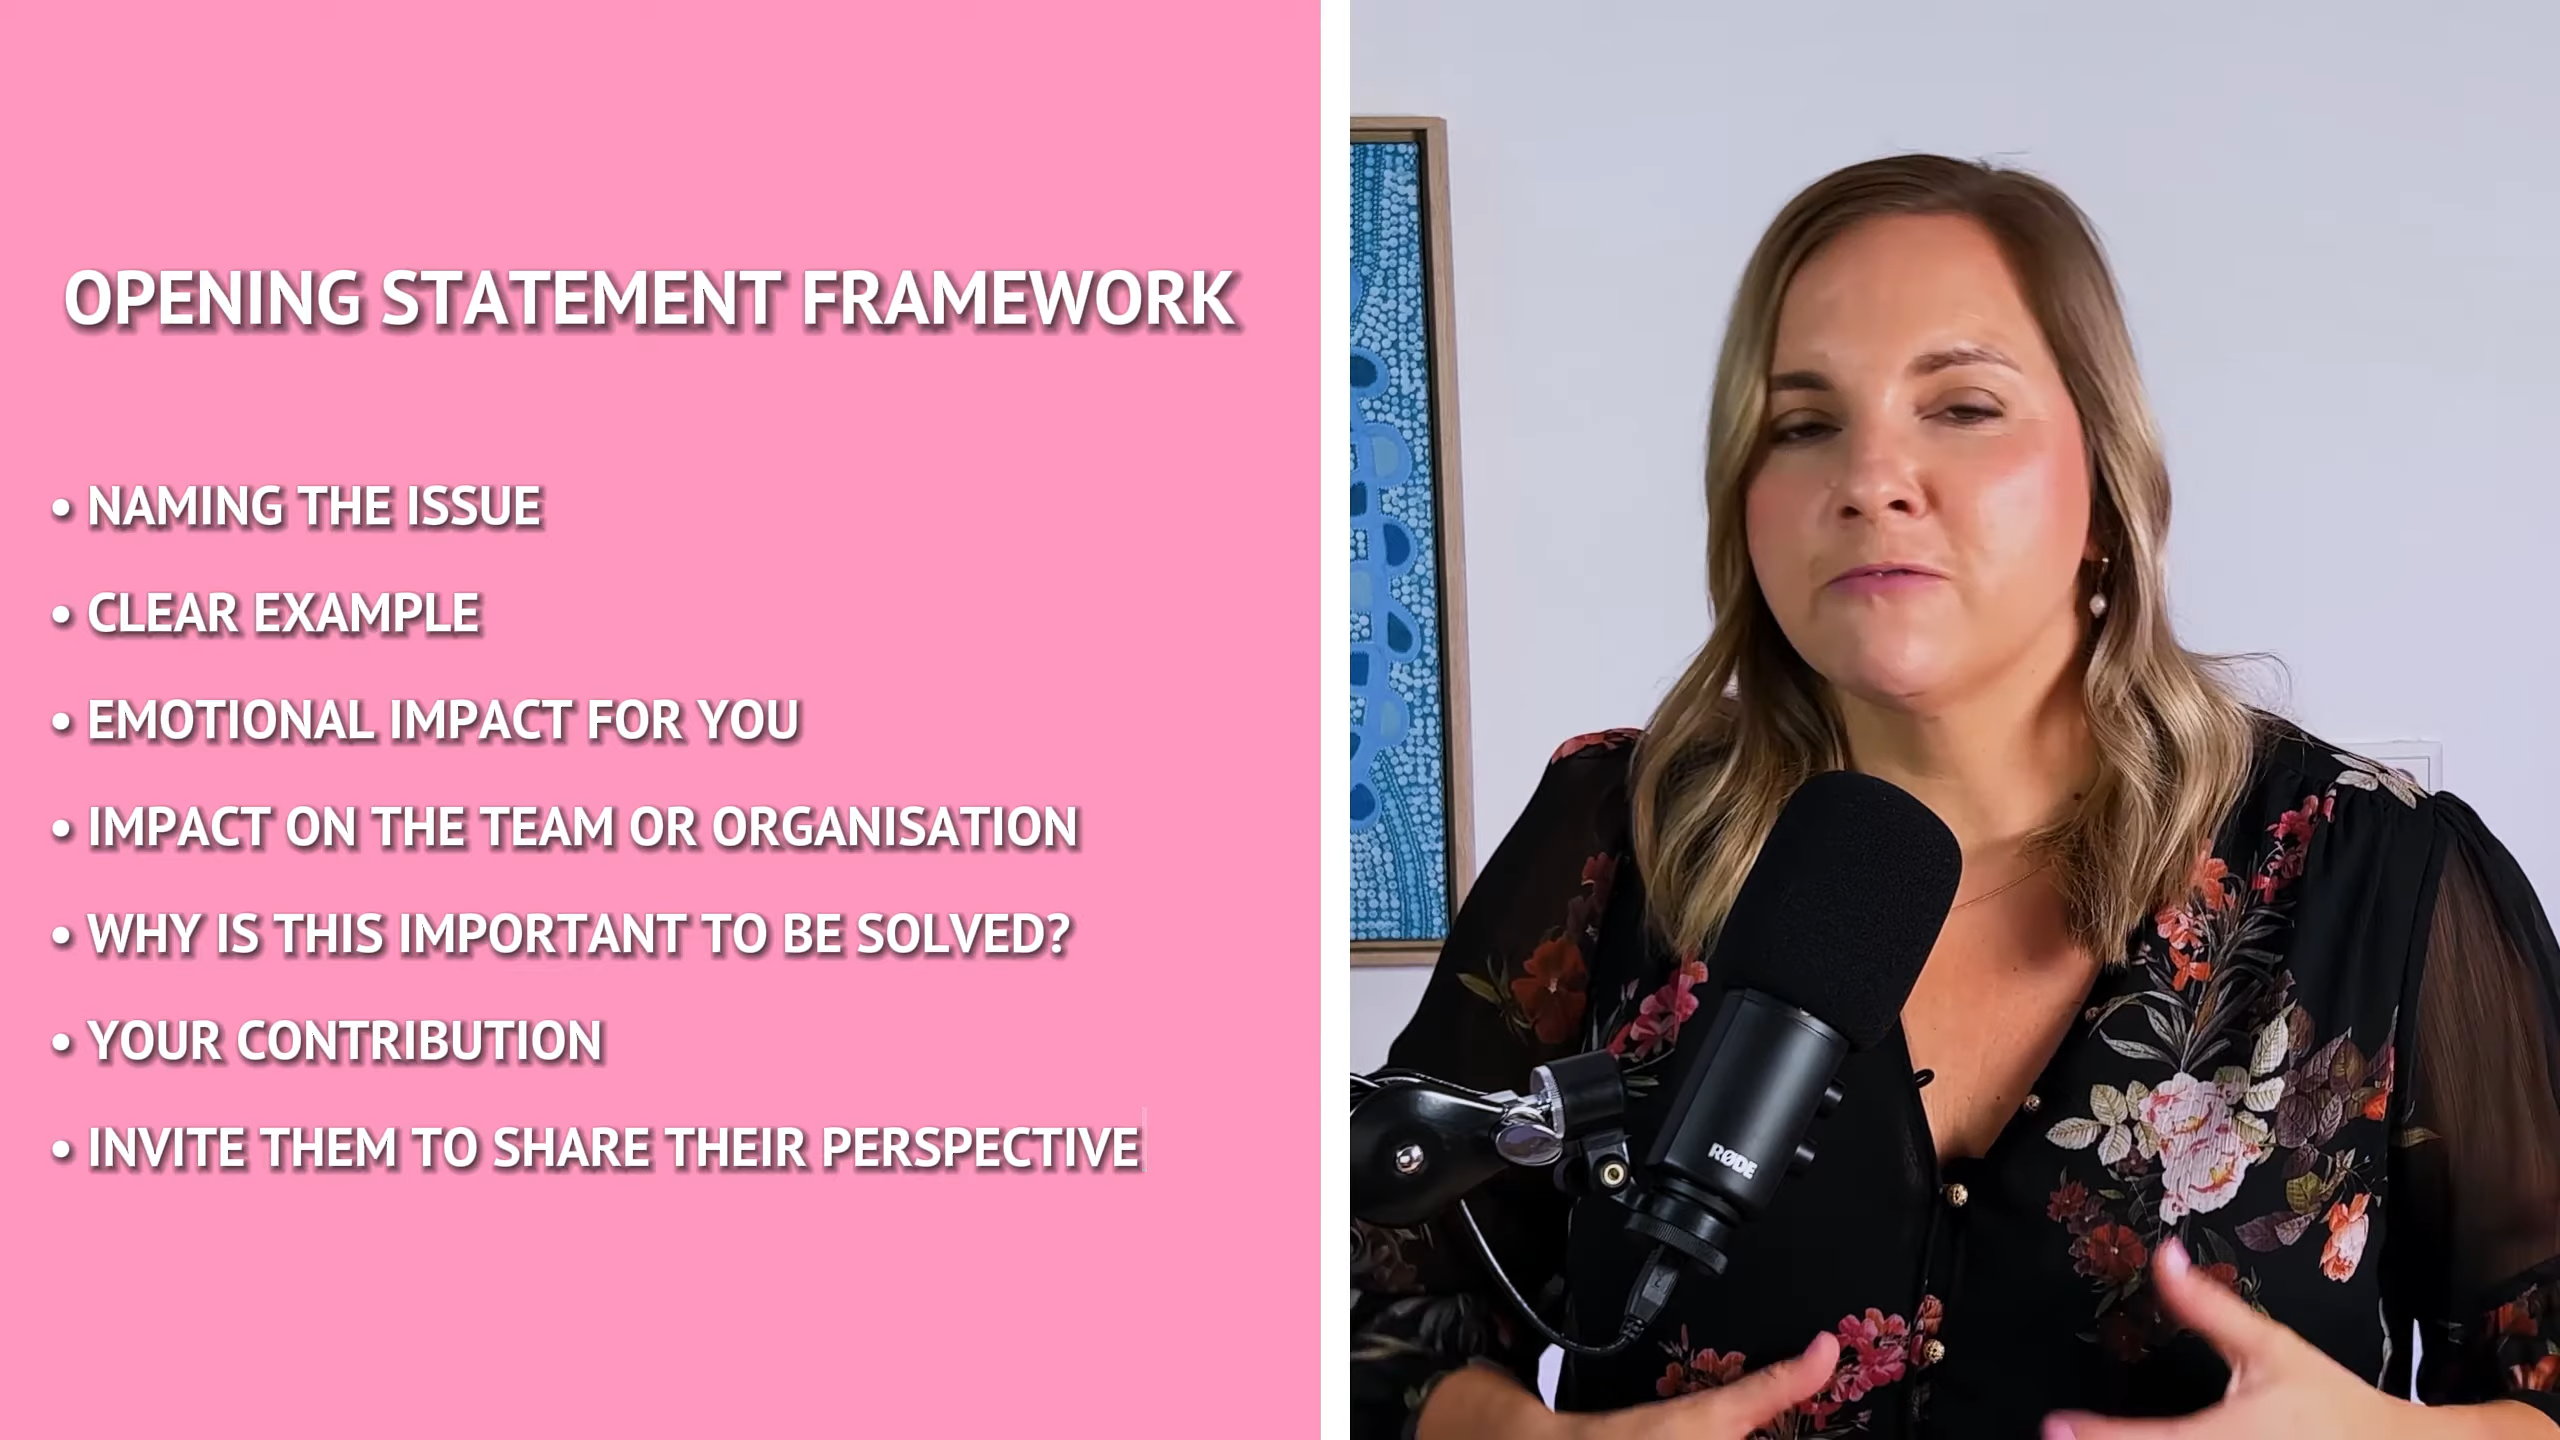 OPENING STATEMENT FRAMEWORK
• NAMING THE ISSUE
• CLEAR EXAMPLE
• EMOTIONAL IMPACT FOR YOU
• IMPACT ON THE TEAM OR ORGANISATION
• WHY IS THIS IMPORTANT TO BE SOLVED?
• YOUR CONTRIBUTION
• INVITE THEM TO SHARE THEIR PERSPECTIVE
RØDE